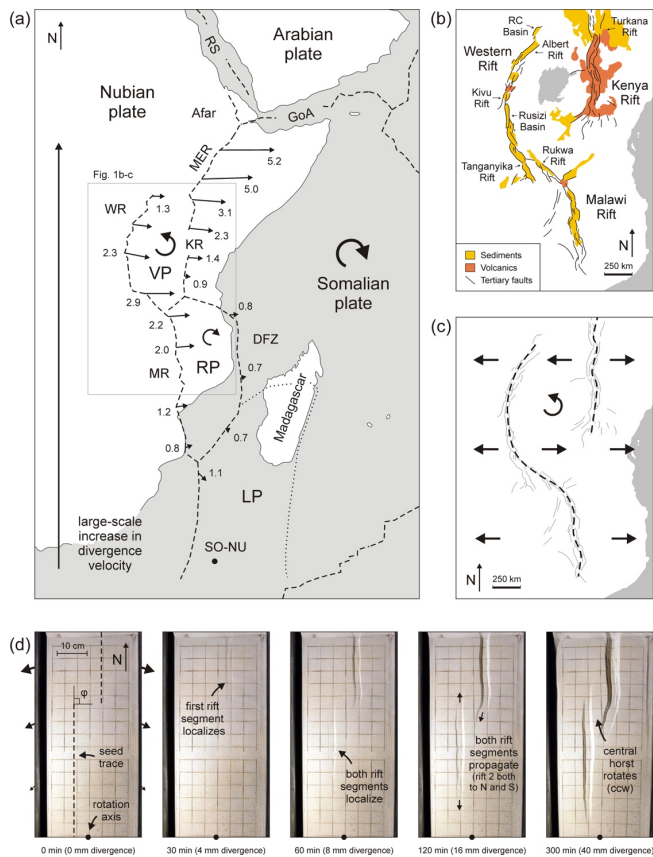 (a)
N
Arabian
plate
RS
Nubian
plate
Afar
GoA
MER
5.2
5.0
Fig. 1b-c
WR
1.3
3.1
2.3
KR
2.3
1.4
VP
0.9
Somalian
plate
2.9
0.8
2.2
DFZ
RP
2.0
MR
0.7
1.2
Madagascar
0.8
0.7
1.1
LP
large-scale
increase in
divergence
velocity
SO-NU
(b)
RC
Basin
Turkana
Rift
Western
Rift
Albert
Rift
Kivu
Rift
Kenya
Rift
Rusizi
Basin
Rukwa
Rift
Tanganyika
Rift
Malawi
Rift
Sediments
Volcanics
Tertiary faults
N
250 km
(c)
N
250 km
(d)
10 cm
N
φ
seed
trace
rotation
axis
0 min (0 mm divergence)
first rift
segment
localizes
30 min (4 mm divergence)
both rift
segments
localize
60 min (8 mm divergence)
both rift
segments
propagate
(rift 2 both
to N and S)
120 min (16 mm divergence)
central
horst
rotates
(ccw)
300 min (40 mm divergence)